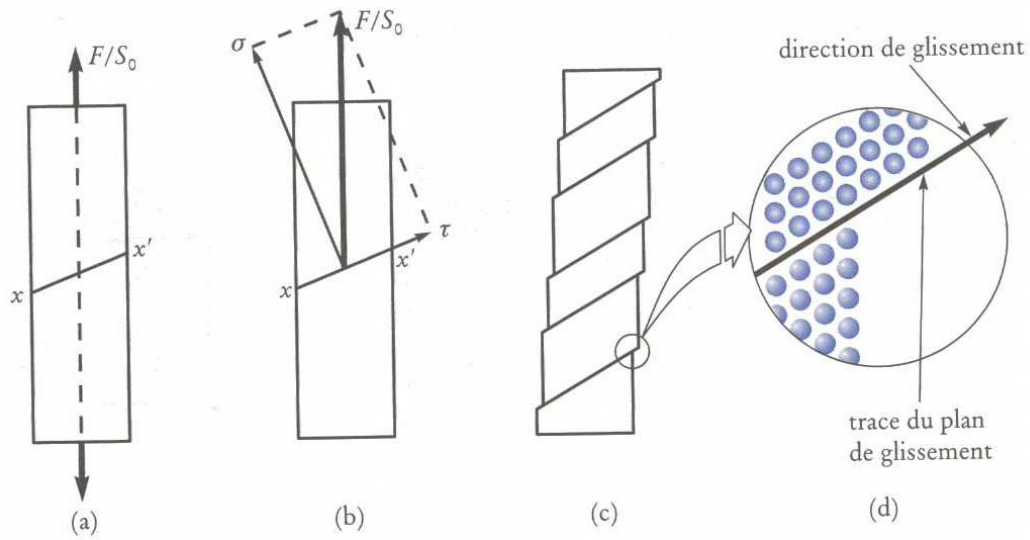 F/S₀
x
x′
(a)
σ
F/S₀
τ
x
x′
(b)
(c)
direction de glissement
trace du plan
de glissement
(d)